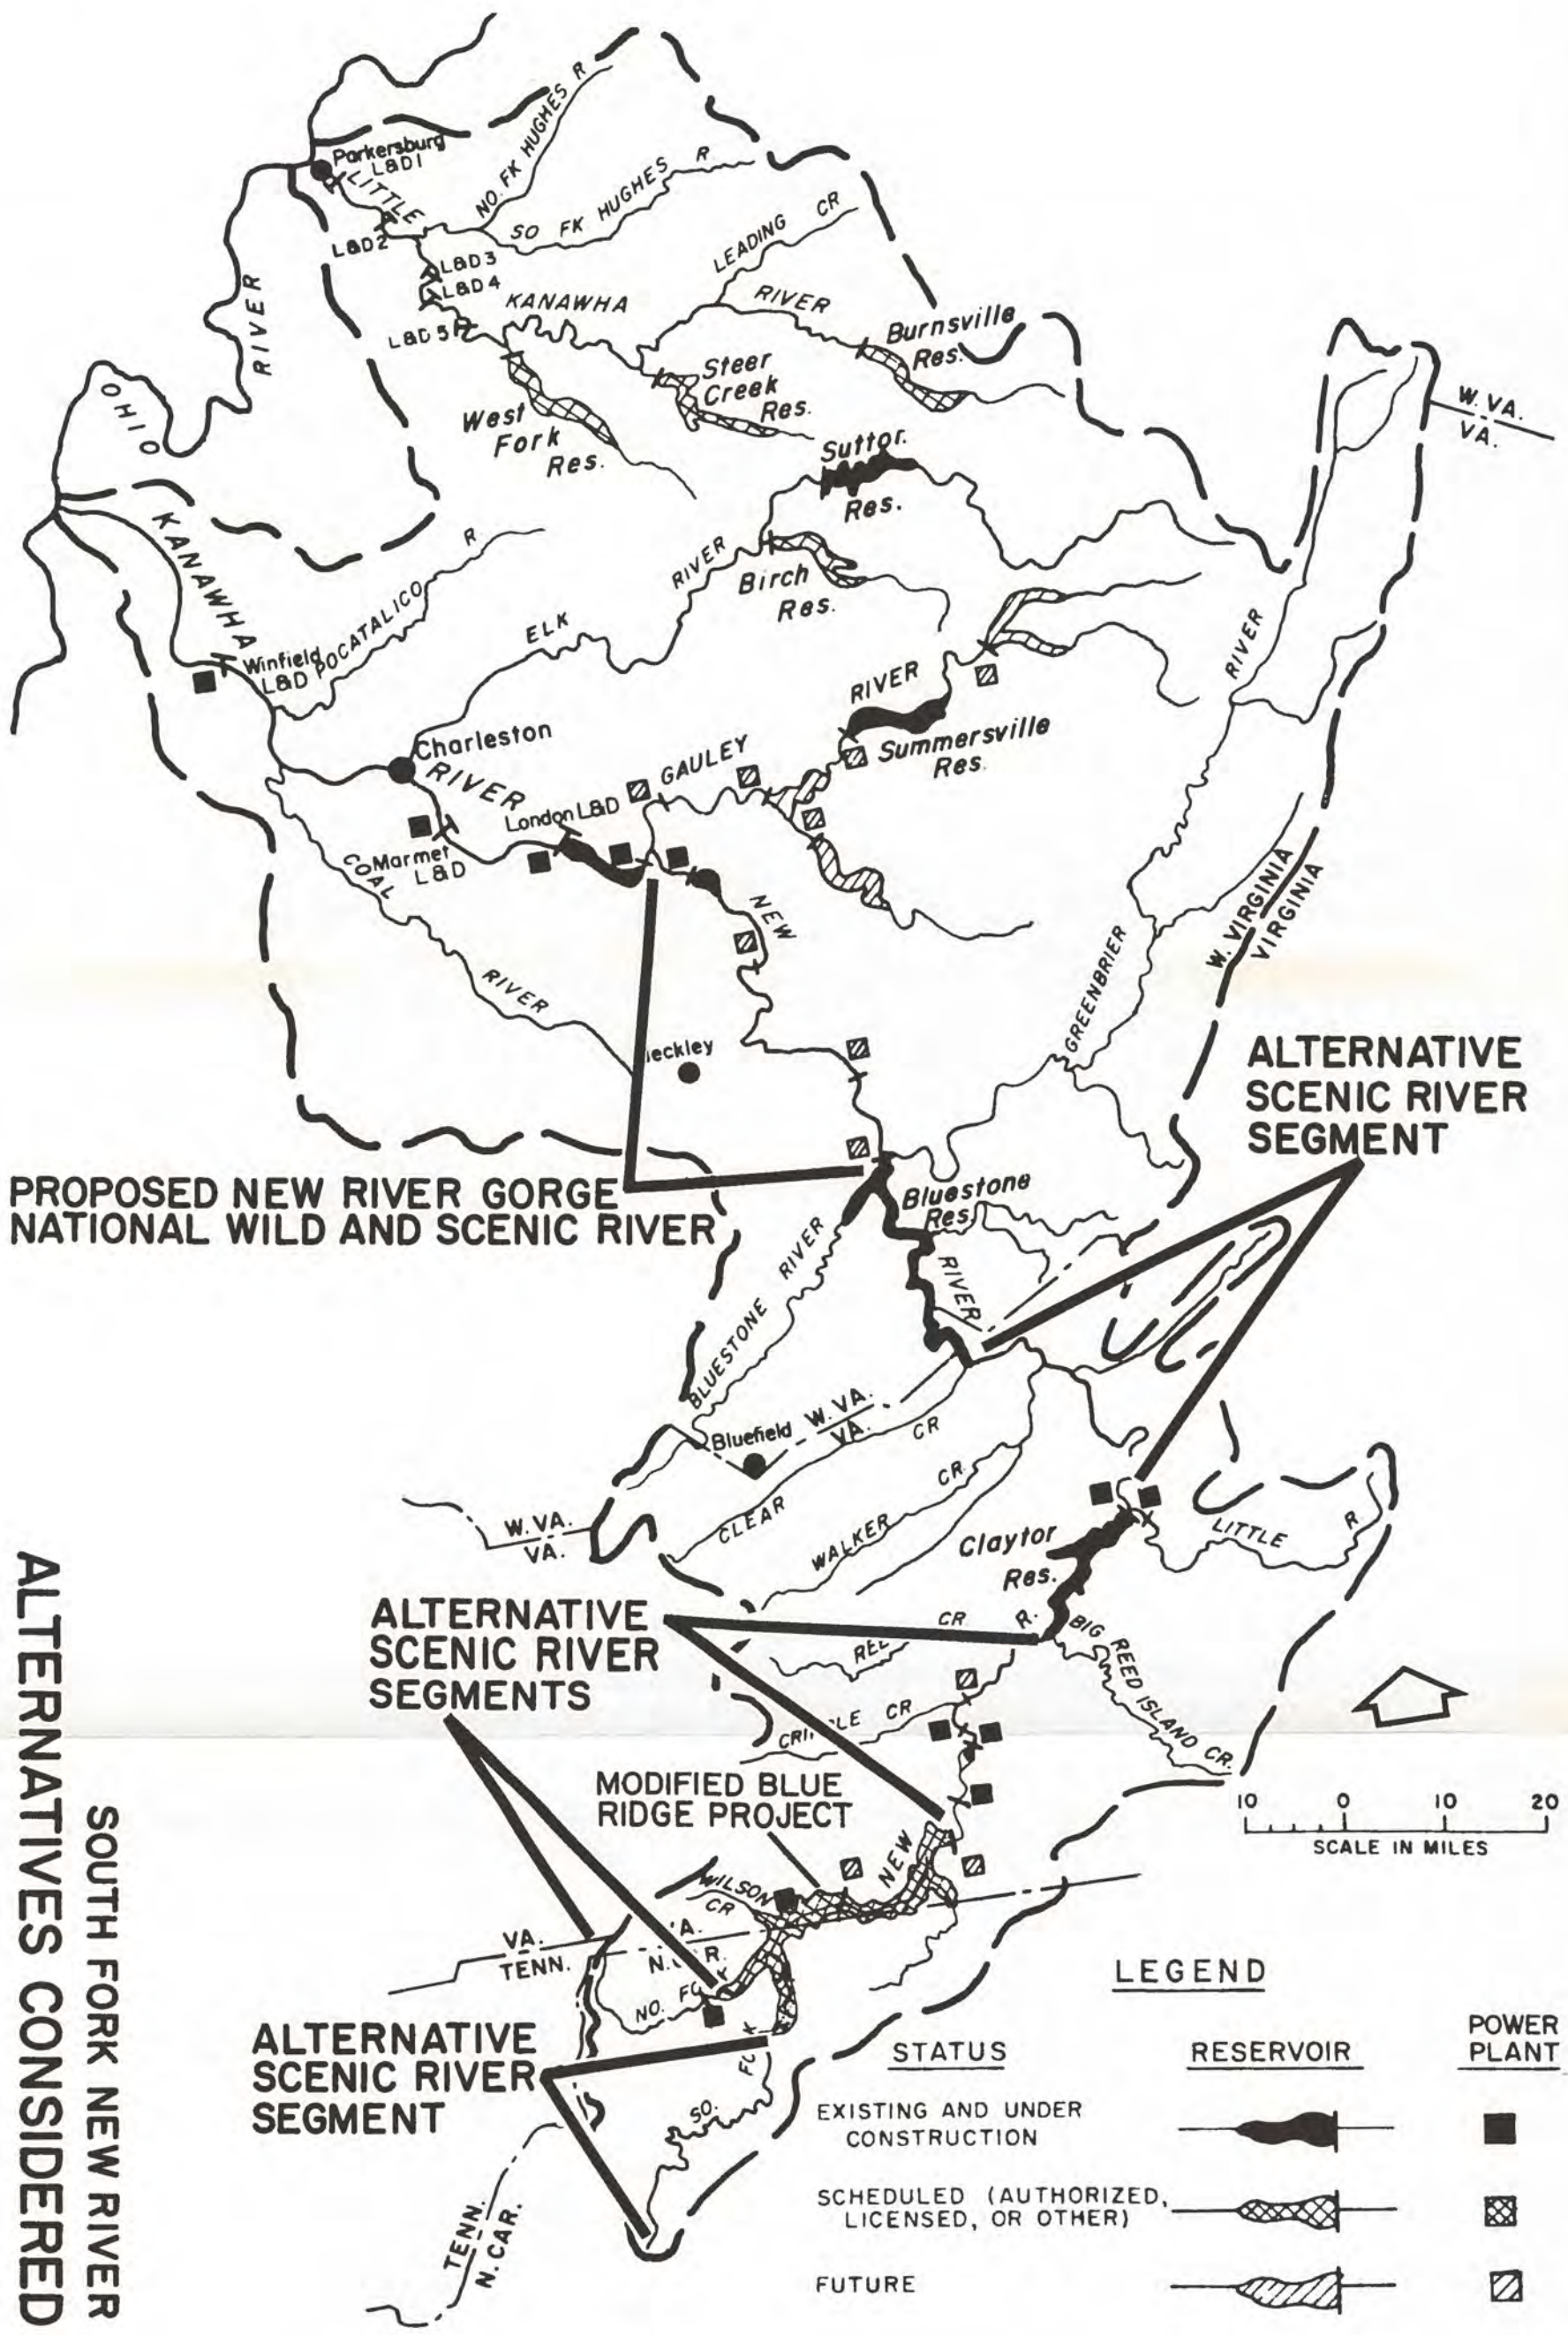 Parkersburg
L&D1
LITTLE
NO. FK HUGHES R
SO FK HUGHES R
L&D2
L&D3
L&D4
L&D5
KANAWHA
RIVER
LEADING CR
Burnsville
Res.
Steer
Creek
Res.
West
Fork
Res.
OHIO
RIVER
W. VA.
VA.
Res.
KANAWHA
POCATALICO R
ELK
RIVER
Birch
Res.
Winfield
L&D
RIVER
RIVER
Summersville
Res.
Charleston
RIVER
GAULEY
London L&D
Marmet
L&D
COAL
RIVER
NEW
GREENBRIER
W. VIRGINIA
VIRGINIA
ALTERNATIVE
SCENIC RIVER
SEGMENT
PROPOSED NEW RIVER GORGE
NATIONAL WILD AND SCENIC RIVER
Bluestone
Res.
RIVER
BLUESTONE RIVER
Bluefield
W. VA.
VA.
CLEAR CR
WALKER CR.
W. VA.
VA.
Claytor
Res.
LITTLE R
ALTERNATIVE
SCENIC RIVER
SEGMENTS
CR
R.
BIG REED ISLAND CR.
CR
MODIFIED BLUE
RIDGE PROJECT
NEW
WILSON
CR
VA.
TENN.
NO.
10 0 10 20
SCALE IN MILES
ALTERNATIVE
SCENIC RIVER
SEGMENT
SO.
TENN.
N. CAR.
LEGEND
STATUS
RESERVOIR
POWER
PLANT
EXISTING AND UNDER
CONSTRUCTION
SCHEDULED (AUTHORIZED,
LICENSED, OR OTHER)
FUTURE
SOUTH FORK NEW RIVER
ALTERNATIVES CONSIDERED